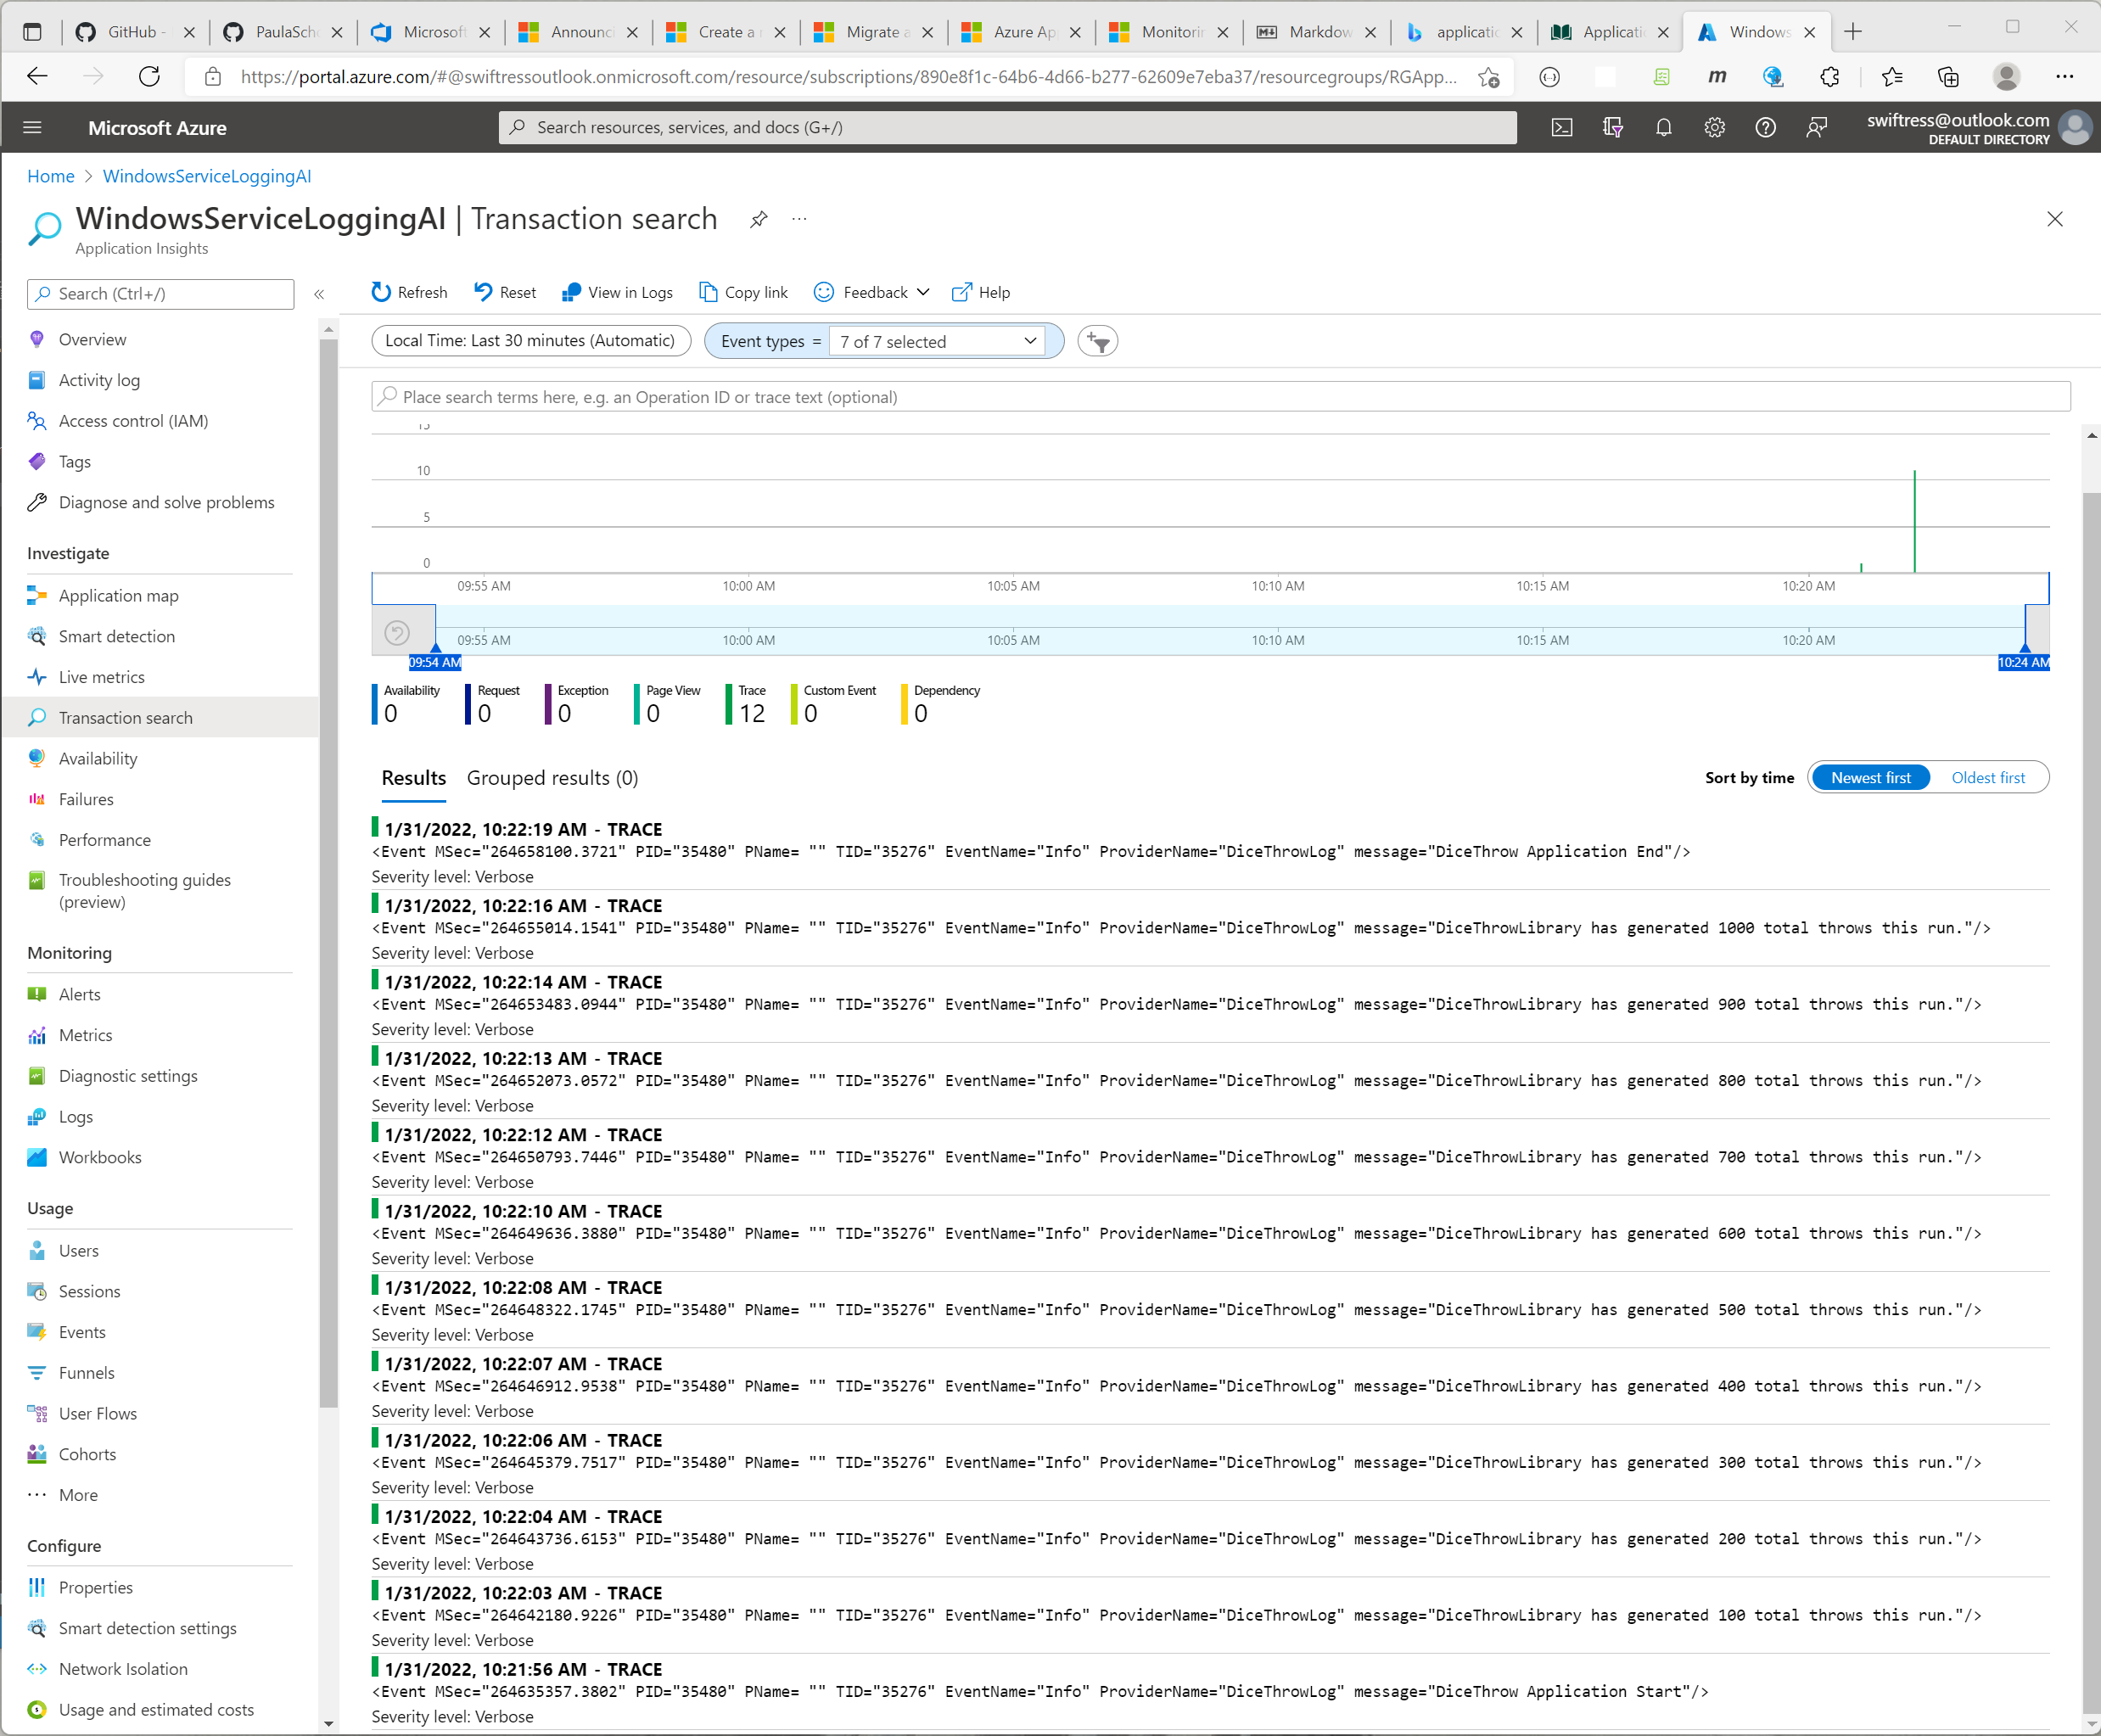 GitHub -
PaulaSch
Microsoft
Announc
Create a
Migrate a
Azure Ap
Monitorin
Markdow
applicatio
Applicati
Windows
https://portal.azure.com/#@swiftressoutlook.onmicrosoft.com/resource/subscriptions/890e8f1c-64b6-4d66-b277-62609e7eba37/resourcegroups/RGApp...
m
Microsoft Azure
Search resources, services, and docs (G+/)
swiftress@outlook.com
DEFAULT DIRECTORY
Home > WindowsServiceLoggingAI
WindowsServiceLoggingAI | Transaction search
Application Insights
Search (Ctrl+/)
Overview
Activity log
Access control (IAM)
Tags
Diagnose and solve problems
Investigate
Application map
Smart detection
Live metrics
Transaction search
Availability
Failures
Performance
Troubleshooting guides
(preview)
Monitoring
Alerts
Metrics
Diagnostic settings
Logs
Workbooks
Usage
Users
Sessions
Events
Funnels
User Flows
Cohorts
More
Configure
Properties
Smart detection settings
Network Isolation
Usage and estimated costs
Refresh
Reset
View in Logs
Copy link
Feedback
Help
Local Time: Last 30 minutes (Automatic)
Event types = 7 of 7 selected
Place search terms here, e.g. an Operation ID or trace text (optional)
15
10
5
0
09:55 AM 10:00 AM 10:05 AM 10:10 AM 10:15 AM 10:20 AM
09:55 AM 10:00 AM 10:05 AM 10:10 AM 10:15 AM 10:20 AM
09:54 AM 10:24 AM
Availability Request Exception Page View Trace Custom Event Dependency
0 0 0 0 12 0 0
Results Grouped results (0)
Sort by time Newest first Oldest first
1/31/2022, 10:22:19 AM - TRACE
<Event MSec="264658100.3721" PID="35480" PName= "" TID="35276" EventName="Info" ProviderName="DiceThrowLog" message="DiceThrow Application End"/>
Severity level: Verbose
1/31/2022, 10:22:16 AM - TRACE
<Event MSec="264655014.1541" PID="35480" PName= "" TID="35276" EventName="Info" ProviderName="DiceThrowLog" message="DiceThrowLibrary has generated 1000 total throws this run."/>
Severity level: Verbose
1/31/2022, 10:22:14 AM - TRACE
<Event MSec="264653483.0944" PID="35480" PName= "" TID="35276" EventName="Info" ProviderName="DiceThrowLog" message="DiceThrowLibrary has generated 900 total throws this run."/>
Severity level: Verbose
1/31/2022, 10:22:13 AM - TRACE
<Event MSec="264652073.0572" PID="35480" PName= "" TID="35276" EventName="Info" ProviderName="DiceThrowLog" message="DiceThrowLibrary has generated 800 total throws this run."/>
Severity level: Verbose
1/31/2022, 10:22:12 AM - TRACE
<Event MSec="264650793.7446" PID="35480" PName= "" TID="35276" EventName="Info" ProviderName="DiceThrowLog" message="DiceThrowLibrary has generated 700 total throws this run."/>
Severity level: Verbose
1/31/2022, 10:22:10 AM - TRACE
<Event MSec="264649636.3880" PID="35480" PName= "" TID="35276" EventName="Info" ProviderName="DiceThrowLog" message="DiceThrowLibrary has generated 600 total throws this run."/>
Severity level: Verbose
1/31/2022, 10:22:08 AM - TRACE
<Event MSec="264648322.1745" PID="35480" PName= "" TID="35276" EventName="Info" ProviderName="DiceThrowLog" message="DiceThrowLibrary has generated 500 total throws this run."/>
Severity level: Verbose
1/31/2022, 10:22:07 AM - TRACE
<Event MSec="264646912.9538" PID="35480" PName= "" TID="35276" EventName="Info" ProviderName="DiceThrowLog" message="DiceThrowLibrary has generated 400 total throws this run."/>
Severity level: Verbose
1/31/2022, 10:22:06 AM - TRACE
<Event MSec="264645379.7517" PID="35480" PName= "" TID="35276" EventName="Info" ProviderName="DiceThrowLog" message="DiceThrowLibrary has generated 300 total throws this run."/>
Severity level: Verbose
1/31/2022, 10:22:04 AM - TRACE
<Event MSec="264643736.6153" PID="35480" PName= "" TID="35276" EventName="Info" ProviderName="DiceThrowLog" message="DiceThrowLibrary has generated 200 total throws this run."/>
Severity level: Verbose
1/31/2022, 10:22:03 AM - TRACE
<Event MSec="264642180.9226" PID="35480" PName= "" TID="35276" EventName="Info" ProviderName="DiceThrowLog" message="DiceThrowLibrary has generated 100 total throws this run."/>
Severity level: Verbose
1/31/2022, 10:21:56 AM - TRACE
<Event MSec="264635357.3802" PID="35480" PName= "" TID="35276" EventName="Info" ProviderName="DiceThrowLog" message="DiceThrow Application Start"/>
Severity level: Verbose